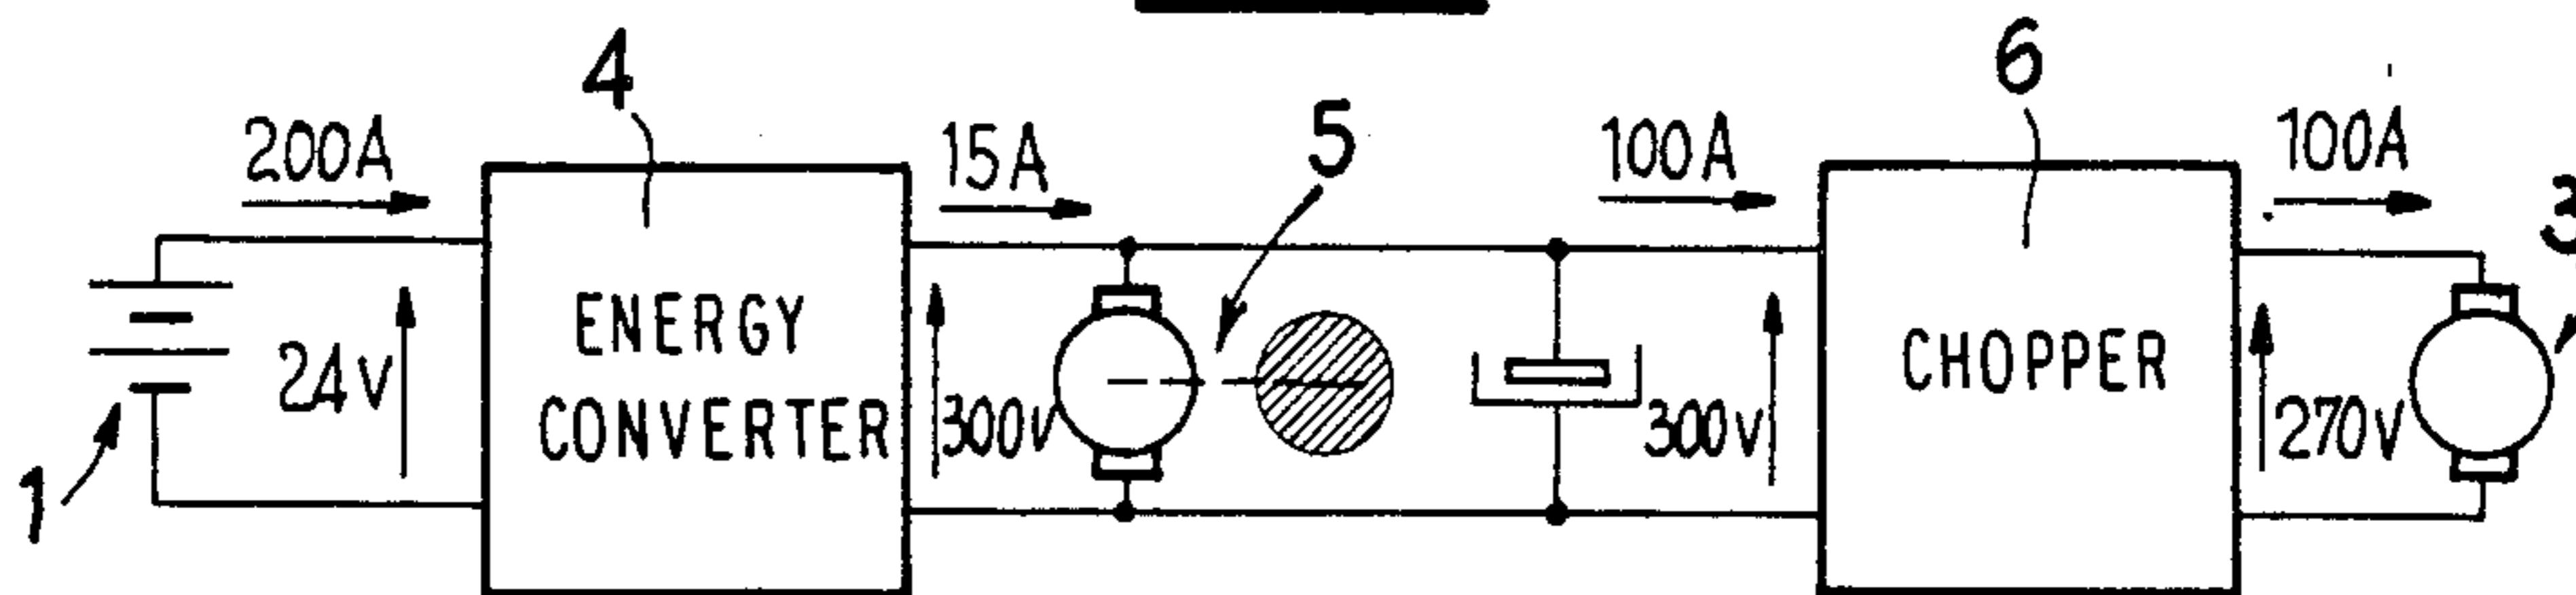 4
6
200A
15A
5
100A
100A
3
ENERGY
CONVERTER
CHOPPER
24V
300V
300V
270V
1